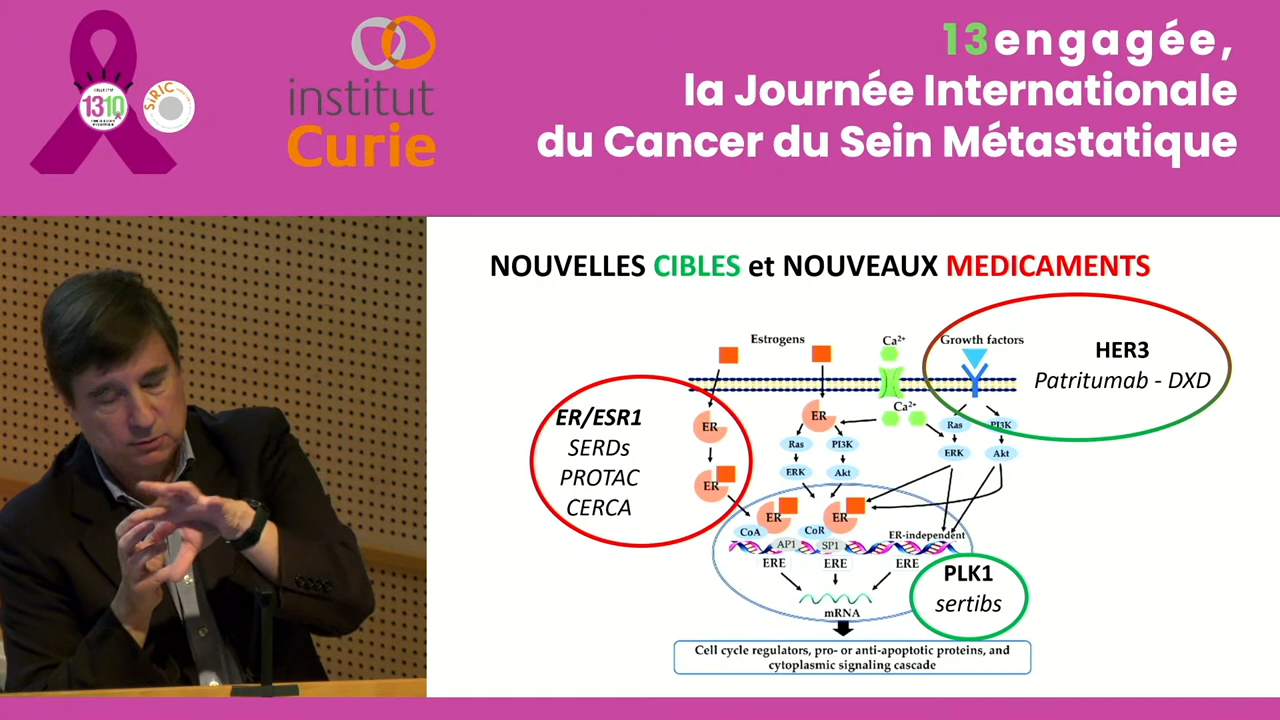 1310
SiRIC
institut
Curie
13engagée,
la Journée Internationale
du Cancer du Sein Métastatique
NOUVELLES CIBLES et NOUVEAUX MEDICAMENTS
Estrogens
Ca²⁺
Growth factors
HER3
Patritumab - DXD
ER/ESR1
SERDs
PROTAC
CERCA
ER
ER
Ca²⁺
Ras
PI3K
Ras
PI3K
ERK
Akt
ERK
Akt
ER
ER
ER
CoA
CoR
AP1
SP1
ER-independent
ERE
ERE
ERE
PLK1
sertibs
mRNA
Cell cycle regulators, pro- or anti-apoptotic proteins, and
cytoplasmic signaling cascade